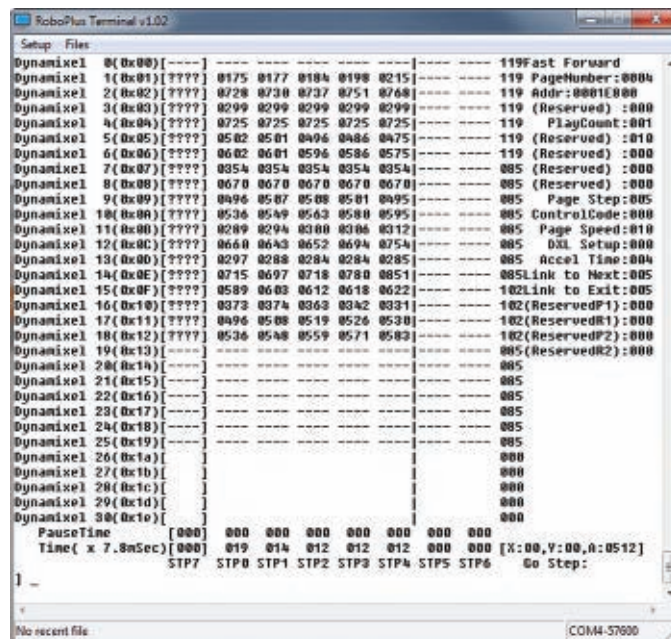 RoboPlus Terminal v1.02
Setup Files
Dynamixel 0(0x00)[----] ---- ---- ---- ---- ----|---- ---- 119Fast Forward
Dynamixel 1(0x01)[????] 0175 0177 0184 0198 0215|---- ---- 119 PageNumber:0004
Dynamixel 2(0x02)[????] 0728 0730 0737 0751 0768|---- ---- 119 Addr:0001E800
Dynamixel 3(0x03)[????] 0299 0299 0299 0299 0299|---- ---- 119 (Reserved) :000
Dynamixel 4(0x04)[????] 0725 0725 0725 0725 0725|---- ---- 119 PlayCount:001
Dynamixel 5(0x05)[????] 0502 0501 0496 0486 0475|---- ---- 119 (Reserved) :010
Dynamixel 6(0x06)[????] 0602 0601 0596 0586 0575|---- ---- 119 (Reserved) :000
Dynamixel 7(0x07)[????] 0354 0354 0354 0354 0354|---- ---- 085 (Reserved) :000
Dynamixel 8(0x08)[????] 0670 0670 0670 0670 0670|---- ---- 085 (Reserved) :000
Dynamixel 9(0x09)[????] 0496 0507 0508 0501 0495|---- ---- 085 Page Step:005
Dynamixel 10(0x0A)[????] 0536 0549 0563 0580 0595|---- ---- 085 ControlCode:000
Dynamixel 11(0x0B)[????] 0289 0294 0300 0306 0312|---- ---- 085 Page Speed:010
Dynamixel 12(0x0C)[????] 0660 0643 0652 0694 0754|---- ---- 085 DXL Setup:000
Dynamixel 13(0x0D)[????] 0297 0288 0284 0284 0285|---- ---- 085 Accel Time:004
Dynamixel 14(0x0E)[????] 0715 0697 0718 0780 0851|---- ---- 085Link to Next:005
Dynamixel 15(0x0F)[????] 0589 0603 0612 0618 0622|---- ---- 102Link to Exit:005
Dynamixel 16(0x10)[????] 0373 0374 0363 0342 0331|---- ---- 102(ReservedP1):000
Dynamixel 17(0x11)[????] 0496 0508 0519 0526 0530|---- ---- 102(ReservedR1):000
Dynamixel 18(0x12)[????] 0536 0548 0559 0571 0583|---- ---- 102(ReservedP2):000
Dynamixel 19(0x13)[----] ---- ---- ---- ---- ----|---- ---- 085(ReservedR2):000
Dynamixel 20(0x14)[----] ---- ---- ---- ---- ----|---- ---- 085
Dynamixel 21(0x15)[----] ---- ---- ---- ---- ----|---- ---- 085
Dynamixel 22(0x16)[----] ---- ---- ---- ---- ----|---- ---- 085
Dynamixel 23(0x17)[----] ---- ---- ---- ---- ----|---- ---- 085
Dynamixel 24(0x18)[----] ---- ---- ---- ---- ----|---- ---- 085
Dynamixel 25(0x19)[----] ---- ---- ---- ---- ----|---- ---- 085
Dynamixel 26(0x1a)[ ] | 000
Dynamixel 27(0x1b)[ ] | 000
Dynamixel 28(0x1c)[ ] | 000
Dynamixel 29(0x1d)[ ] | 000
Dynamixel 30(0x1e)[ ] | 000
PauseTime [000] 000 000 000 000 000 000 000
Time( x 7.8mSec)[000] 019 014 012 012 012 000 000 [X:00,Y:00,A:0512]
STP7 STP0 STP1 STP2 STP3 STP4 STP5 STP6 Go Step:
] _
No recent file COM4-57600